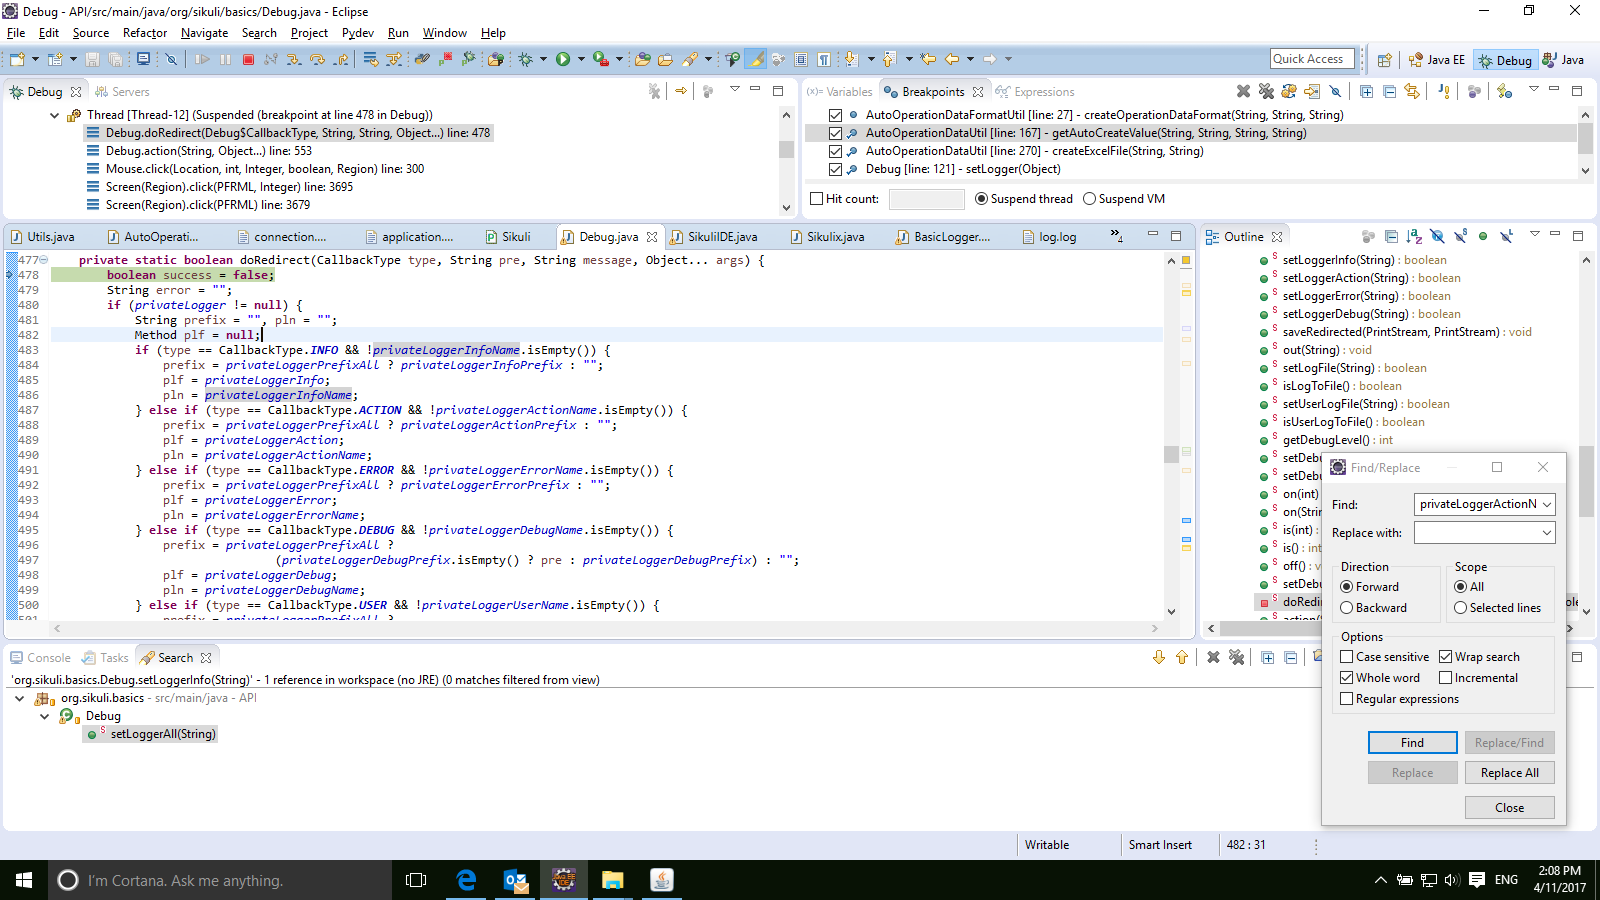 Debug - API/src/main/java/org/sikuli/basics/Debug.java - Eclipse
File Edit Source Refactor Navigate Search Project Pydev Run Window Help
Quick Access Java EE Debug Java
Debug Servers
Thread [Thread-12] (Suspended (breakpoint at line 478 in Debug))
Debug.doRedirect(Debug$CallbackType, String, String, Object...) line: 478
Debug.action(String, Object...) line: 553
Mouse.click(Location, int, Integer, boolean, Region) line: 300
Screen(Region).click(PFRML, Integer) line: 3695
Screen(Region).click(PFRML) line: 3679
(x)= Variables Breakpoints Expressions
AutoOperationDataFormatUtil [line: 27] - createOperationDataFormat(String, String, String)
AutoOperationDataUtil [line: 167] - getAutoCreateValue(String, String, String, String)
AutoOperationDataUtil [line: 270] - createExcelFile(String, String)
Debug [line: 121] - setLogger(Object)
Hit count: Suspend thread Suspend VM
Utils.java AutoOperati... connection.... application.... Sikuli Debug.java SikuliIDE.java Sikulix.java BasicLogger.... log.log »4
477 private static boolean doRedirect(CallbackType type, String pre, String message, Object... args) {
478 boolean success = false;
479 String error = "";
480 if (privateLogger != null) {
481 String prefix = "", pln = "";
482 Method plf = null;
483 if (type == CallbackType.INFO && !privateLoggerInfoName.isEmpty()) {
484 prefix = privateLoggerPrefixAll ? privateLoggerInfoPrefix : "";
485 plf = privateLoggerInfo;
486 pln = privateLoggerInfoName;
487 } else if (type == CallbackType.ACTION && !privateLoggerActionName.isEmpty()) {
488 prefix = privateLoggerPrefixAll ? privateLoggerActionPrefix : "";
489 plf = privateLoggerAction;
490 pln = privateLoggerActionName;
491 } else if (type == CallbackType.ERROR && !privateLoggerErrorName.isEmpty()) {
492 prefix = privateLoggerPrefixAll ? privateLoggerErrorPrefix : "";
493 plf = privateLoggerError;
494 pln = privateLoggerErrorName;
495 } else if (type == CallbackType.DEBUG && !privateLoggerDebugName.isEmpty()) {
496 prefix = privateLoggerPrefixAll ?
497 (privateLoggerDebugPrefix.isEmpty() ? pre : privateLoggerDebugPrefix) : "";
498 plf = privateLoggerDebug;
499 pln = privateLoggerDebugName;
500 } else if (type == CallbackType.USER && !privateLoggerUserName.isEmpty()) {
501 prefix = privateLoggerPrefixAll ?
Outline
setLoggerInfo(String) : boolean
setLoggerAction(String) : boolean
setLoggerError(String) : boolean
setLoggerDebug(String) : boolean
saveRedirected(PrintStream, PrintStream) : void
out(String) : void
setLogFile(String) : boolean
isLogToFile() : boolean
setUserLogFile(String) : boolean
isUserLogToFile() : boolean
getDebugLevel() : int
setDeb
setDeb
on(int)
on(Strin
is(int) :
is() : int
off() : v
setDeb
doRedir
action(S
Find/Replace
Find: privateLoggerActionN
Replace with:
Direction Scope
Forward All
Backward Selected lines
Options
Case sensitive Wrap search
Whole word Incremental
Regular expressions
Find Replace/Find
Replace Replace All
Close
Console Tasks Search
'org.sikuli.basics.Debug.setLoggerInfo(String)' - 1 reference in workspace (no JRE) (0 matches filtered from view)
org.sikuli.basics - src/main/java - API
Debug
setLoggerAll(String)
Writable Smart Insert 482 : 31
I'm Cortana. Ask me anything.
ENG 2:08 PM
4/11/2017